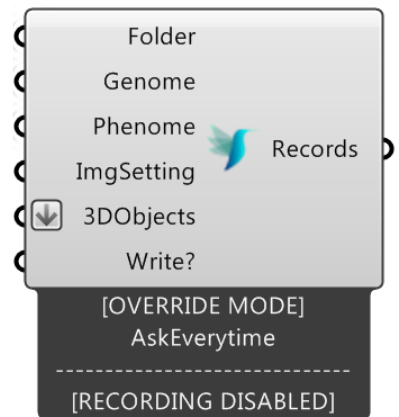 Folder
Genome
Phenome
ImgSetting
3DObjects
Write?
Records
[OVERRIDE MODE]
AskEverytime
------------------------------
[RECORDING DISABLED]